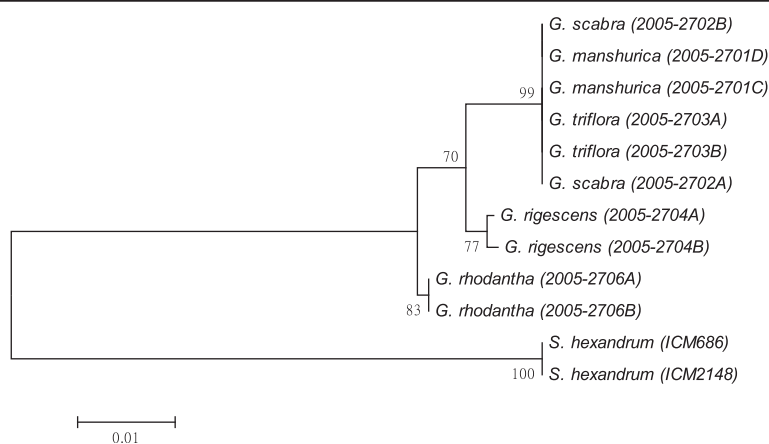 G. scabra (2005-2702B)
G. manshurica (2005-2701D)
G. manshurica (2005-2701C)
99
G. triflora (2005-2703A)
G. triflora (2005-2703B)
70
G. scabra (2005-2702A)
G. rigescens (2005-2704A)
77
G. rigescens (2005-2704B)
G. rhodantha (2005-2706A)
83
G. rhodantha (2005-2706B)
S. hexandrum (ICM686)
100
S. hexandrum (ICM2148)
0.01